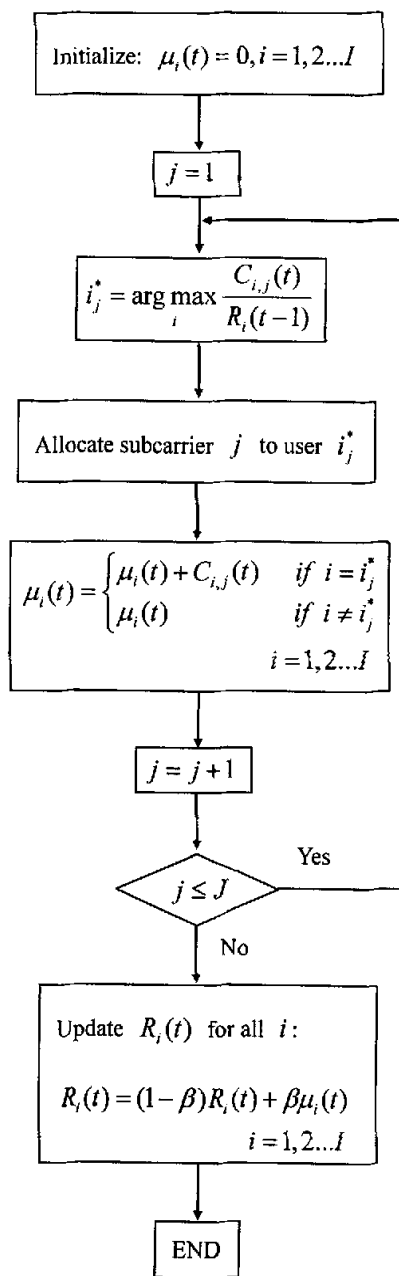 Initialize: μ_i(t) = 0, i = 1, 2...I
j = 1
i_j^* = arg max_i C_{i,j}(t) / R_i(t−1)
Allocate subcarrier j to user i_j^*
μ_i(t) = { μ_i(t) + C_{i,j}(t) if i = i_j^*
μ_i(t) if i ≠ i_j^*
i = 1, 2...I
j = j + 1
Yes
j ≤ J
No
Update R_i(t) for all i :
R_i(t) = (1 − β)R_i(t) + βμ_i(t)
i = 1, 2...I
END